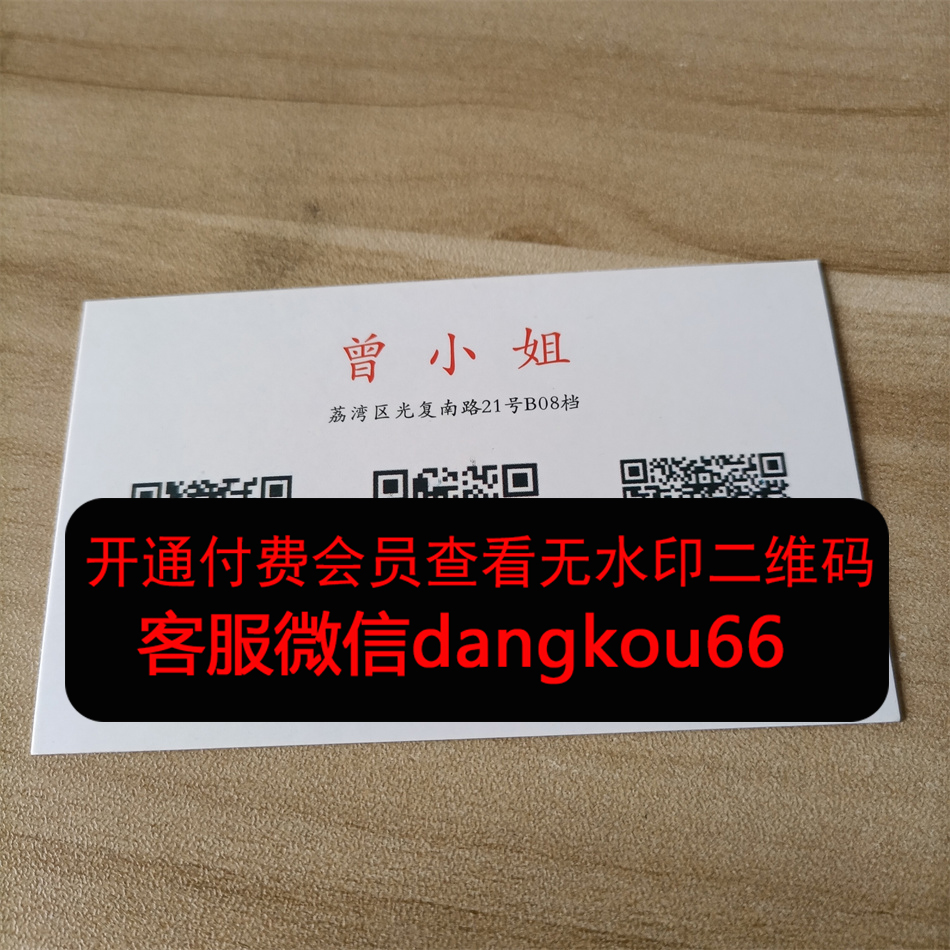 曾小姐
荔湾区光复南路21号B08档
开通付费会员查看无水印二维码
客服微信dangkou66